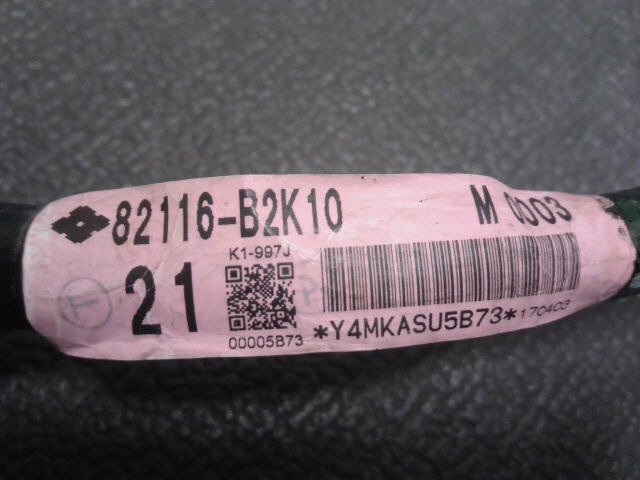 82116-B2K10 M 0003
K1-997J
21
T
00005B73
*Y4MKASU5B73*170403